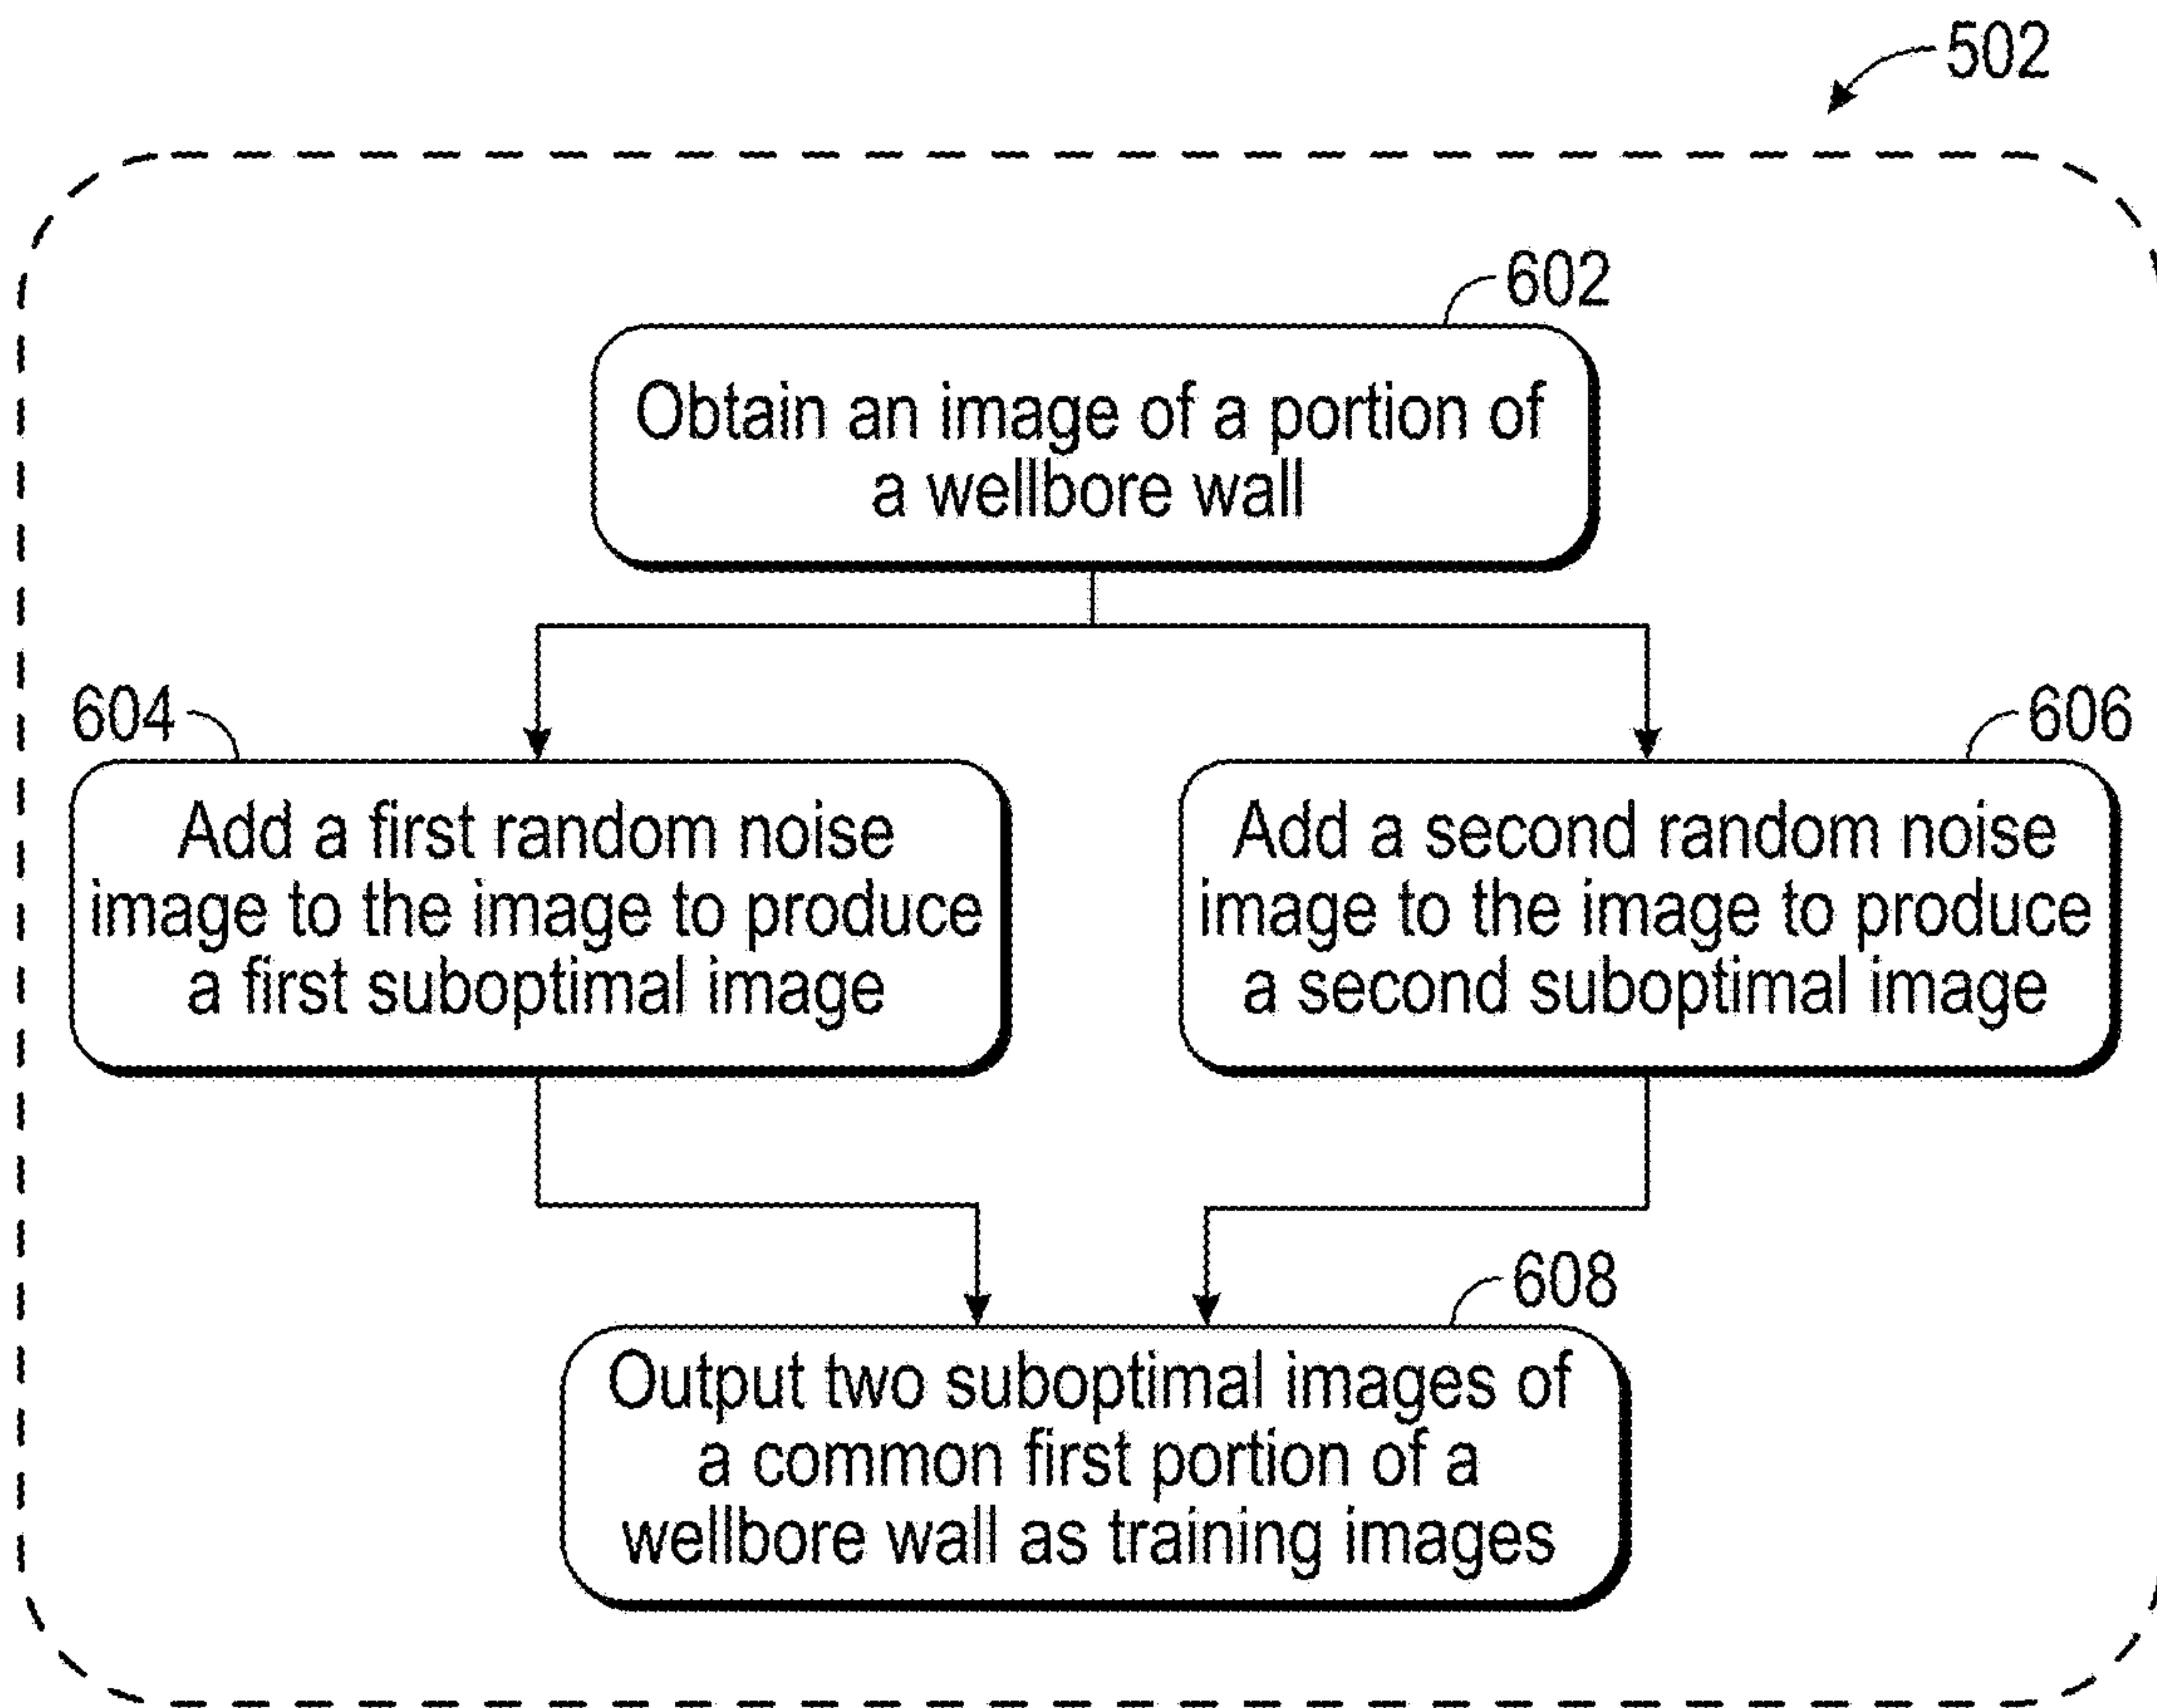 502
602
Obtain an image of a portion of
a wellbore wall
604
606
Add a first random noise
image to the image to produce
a first suboptimal image
Add a second random noise
image to the image to produce
a second suboptimal image
608
Output two suboptimal images of
a common first portion of a
wellbore wall as training images